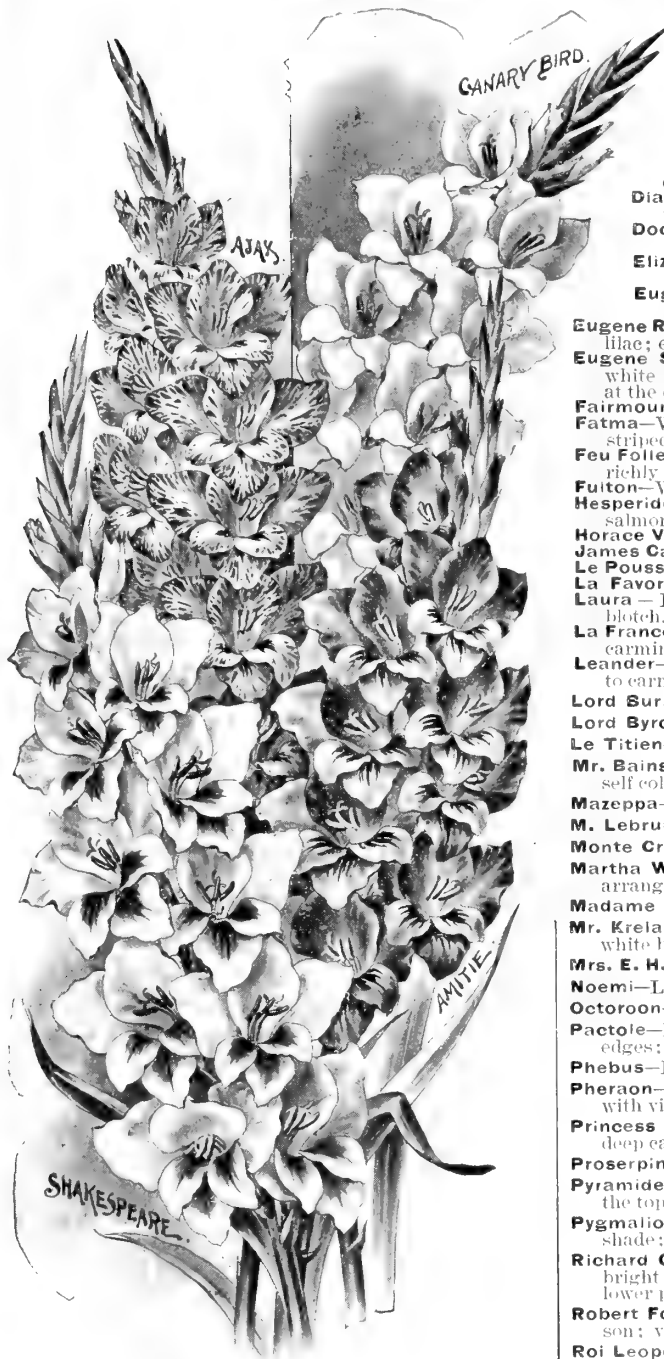 CANARY BIRD.
AJAX.
AMITIE
SHAKESPEARE.
Dia
Doc
Eliz
Eug
Eugene R
lilac; e
Eugene S
white
at the
Fairmoun
Fatma—V
striped
Feu Folle
richly
Fulton—V
Hesperide
salmon
Horace V
James Ca
Le Pouss
La Favor
Laura—
blotch.
La France
carmin
Leander—
to carn
Lord Bur
Lord Byro
Le Titien
Mr. Bains
self col
Mazeppa—
M. Lebru
Monte Cr
Martha W
arrang
Madame
Mr. Krela
white b
Mrs. E. H.
Noemi—L
Octoroon—
Pactole—
edges;
Phebus—
Pheraon—
with vi
Princess
deep ca
Proserpin
Pyramide
the top
Pygmalio
shade;
Richard C
bright
lower p
Robert Fo
son; v
Roi Leop